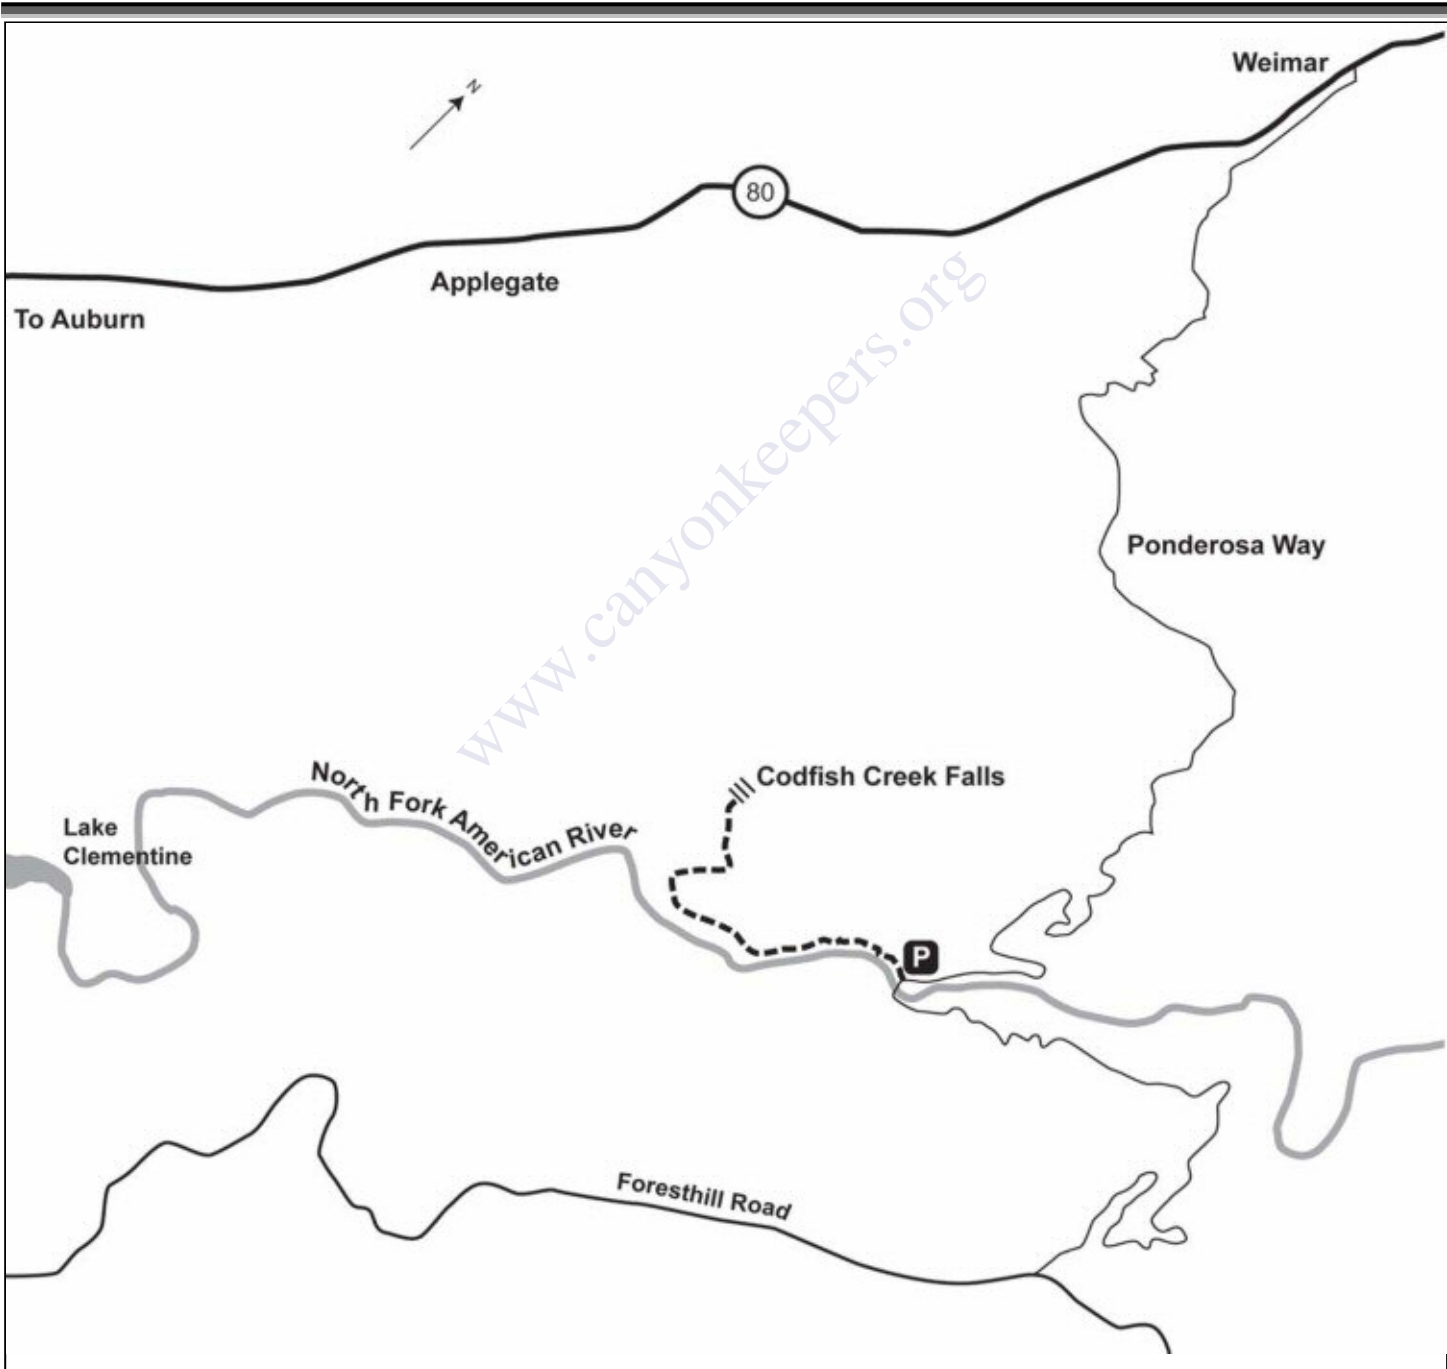 Weimar
N
80
Applegate
To Auburn
www.canyonkeepers.org
Ponderosa Way
Codfish Creek Falls
North Fork American River
Lake
Clementine
P
Foresthill Road